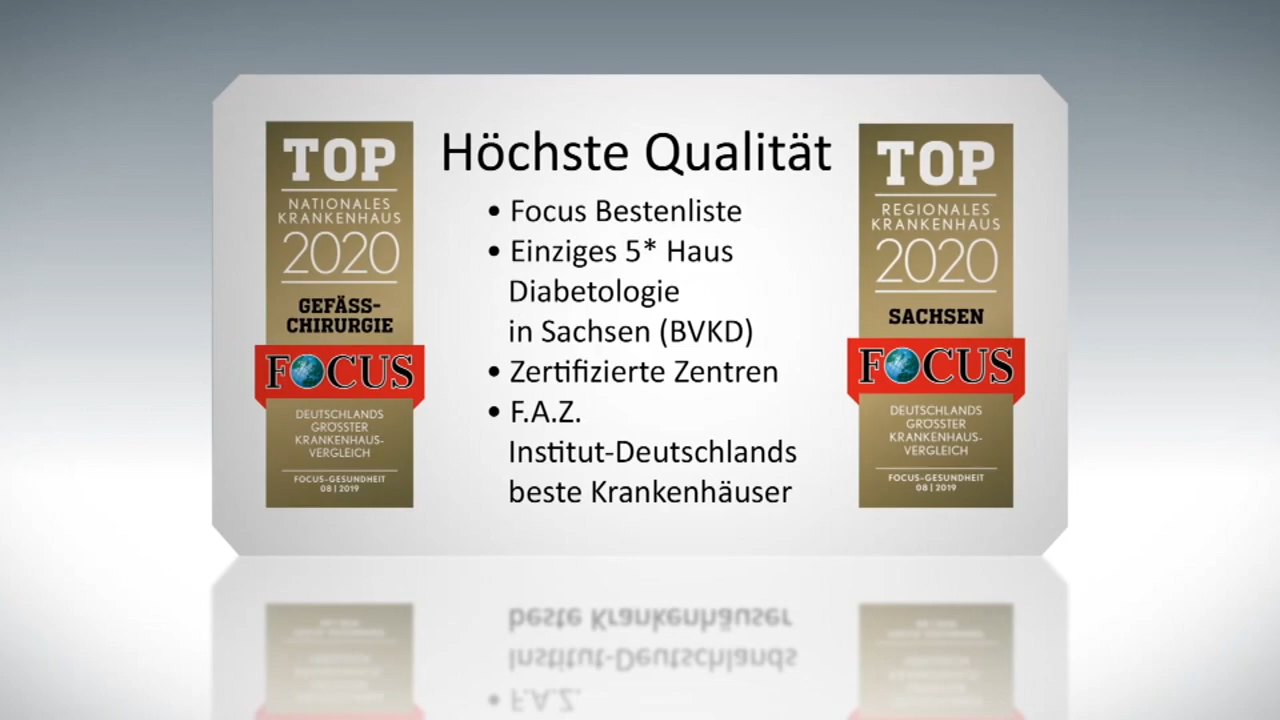 TOP
NATIONALES
KRANKENHAUS
2020
GEFÄSS-
CHIRURGIE
FOCUS
DEUTSCHLANDS
GRÖSSTER
KRANKENHAUS-
VERGLEICH
FOCUS-GESUNDHEIT
08 | 2019
Höchste Qualität
• Focus Bestenliste
• Einziges 5* Haus
Diabetologie
in Sachsen (BVKD)
• Zertifizierte Zentren
• F.A.Z.
Institut-Deutschlands
beste Krankenhäuser
TOP
REGIONALES
KRANKENHAUS
2020
SACHSEN
FOCUS
DEUTSCHLANDS
GRÖSSTER
KRANKENHAUS-
VERGLEICH
FOCUS-GESUNDHEIT
08 | 2019